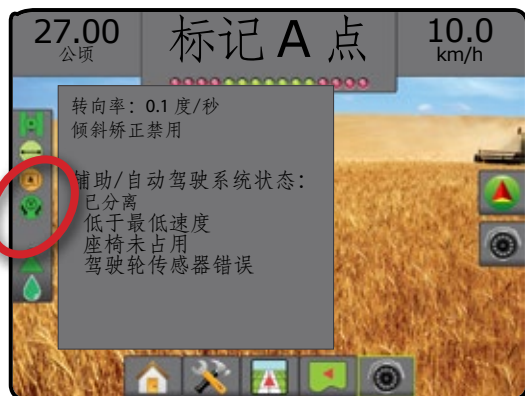 27.00
公顷
标记 A 点
10.0
km/h
转向率：0.1 度/秒
倾斜矫正禁用
辅助/自动驾驶系统状态：
已分离
低于最低速度
座椅未占用
驾驶轮传感器错误